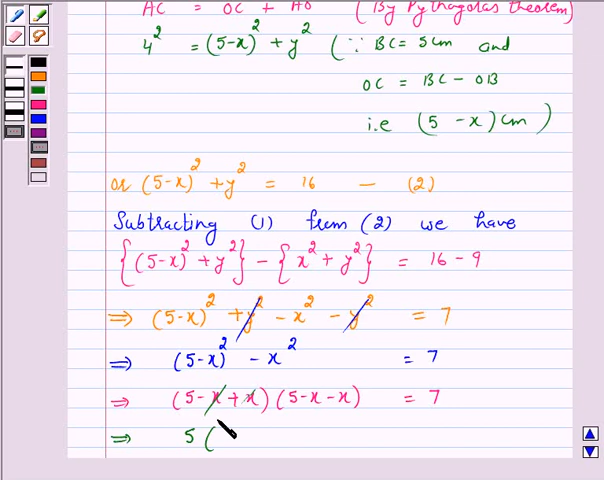 AC = OC + AO (By Pythagoras theorem)
4² = (5-x)² + y² (∵ BC = 5cm and
OC = BC - OB
i.e (5 - x) cm)
or (5-x)² + y² = 16 - (2)
Subtracting (1) from (2) we have
{(5-x)² + y²} - {x² + y²} = 16 - 9
⇒ (5-x)² + y² - x² - y² = 7
⇒ (5-x)² - x² = 7
⇒ (5-x+x)(5-x-x) = 7
⇒ 5(